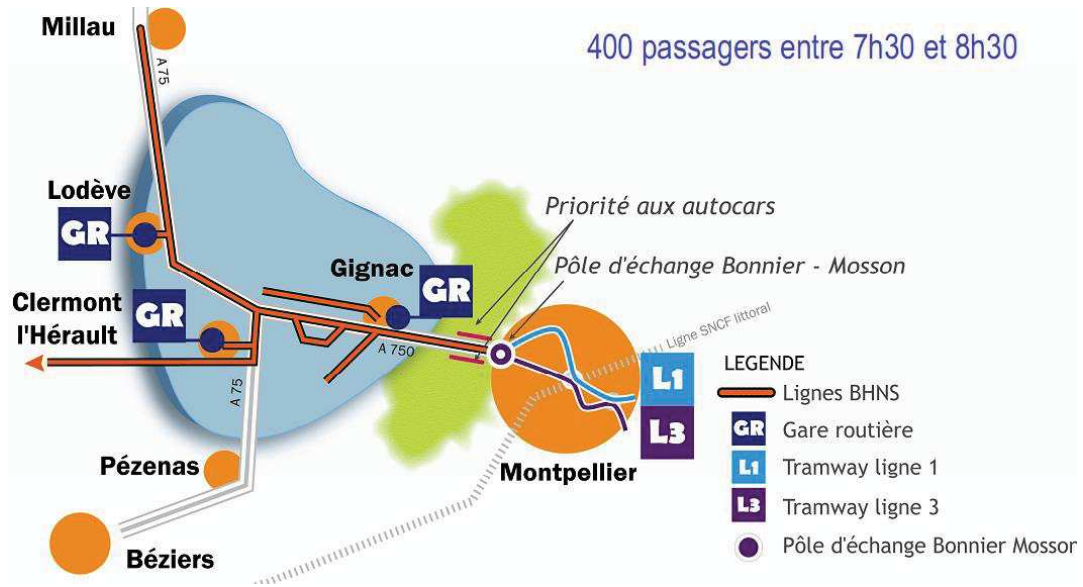 Millau
400 passagers entre 7h30 et 8h30
A 75
Lodève
GR
Priorité aux autocars
Gignac
GR
Pôle d'échange Bonnier - Mosson
Clermont
l'Hérault
GR
A 750
Ligne SNCF littoral
A 75
L1
L3
Pézenas
Montpellier
Béziers
LEGENDE
Lignes BHNS
GR
Gare routière
L1
Tramway ligne 1
L3
Tramway ligne 3
Pôle d'échange Bonnier Mosson